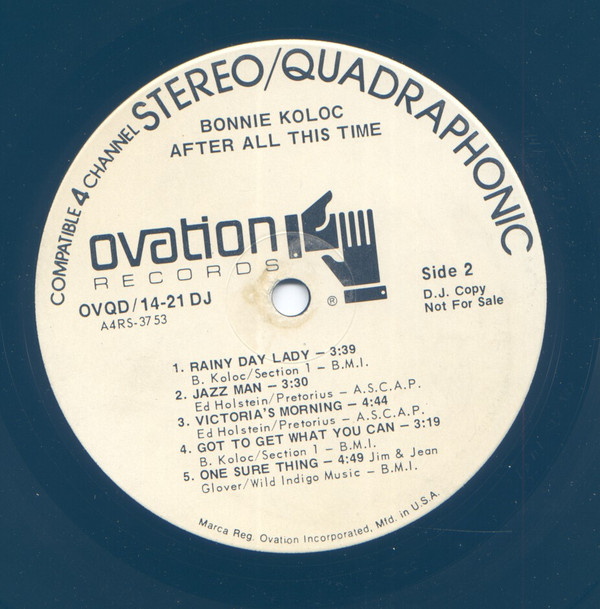 COMPATIBLE 4 CHANNEL STEREO/QUADRAPHONIC
BONNIE KOLOC
AFTER ALL THIS TIME
ovation
RECORDS
®
OVQD/14-21 DJ
A4RS-3753
Side 2
D.J. Copy
Not For Sale
1. RAINY DAY LADY – 3:39
B. Koloc/Section 1 – B.M.I.
2. JAZZ MAN – 3:30
Ed Holstein/Pretorius – A.S.C.A.P.
3. VICTORIA'S MORNING – 4:44
Ed Holstein/Pretorius – A.S.C.A.P.
4. GOT TO GET WHAT YOU CAN – 3:19
B. Koloc/Section 1 – B.M.I.
5. ONE SURE THING – 4:49 Jim & Jean
Glover/Wild Indigo Music – B.M.I.
Marca Reg. Ovation Incorporated, Mfd. in U.S.A.